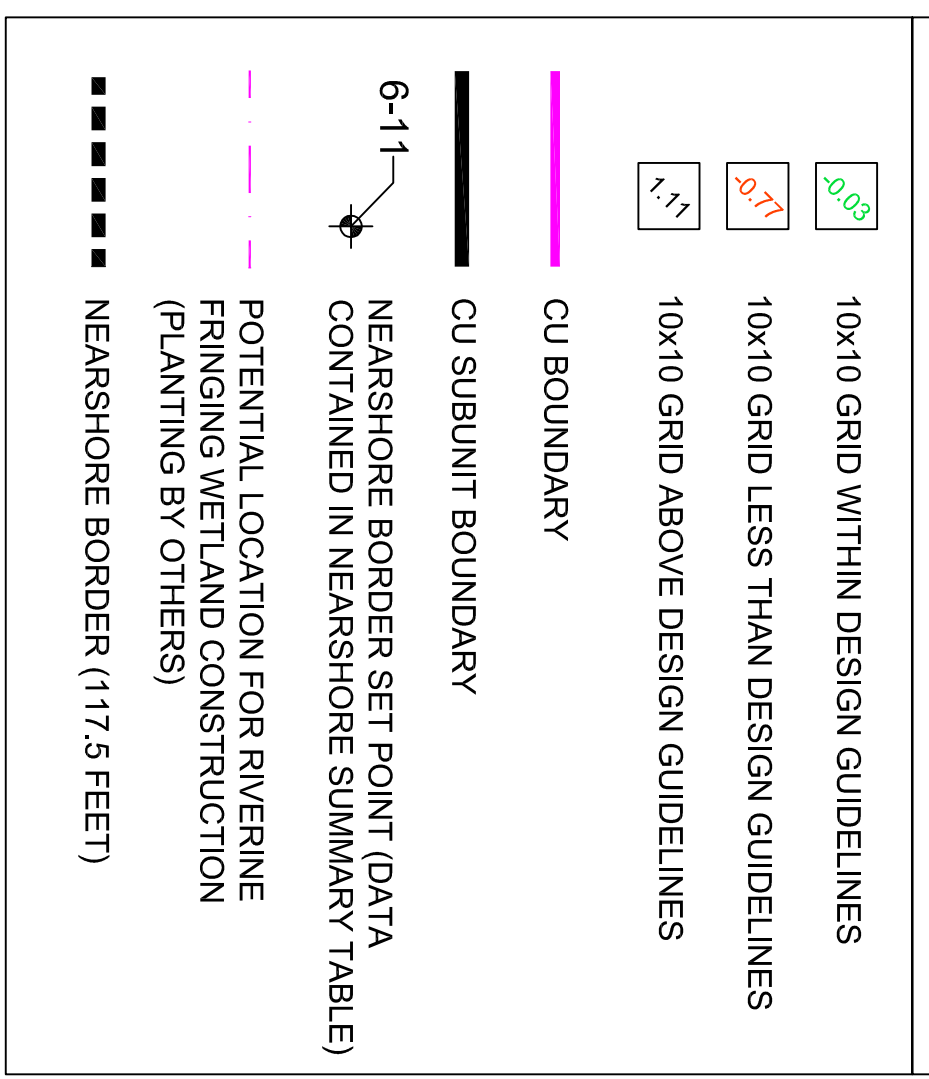 -0.03
10x10 GRID WITHIN DESIGN GUIDELINES
-0.77
10x10 GRID LESS THAN DESIGN GUIDELINES
1.11
10x10 GRID ABOVE DESIGN GUIDELINES
CU BOUNDARY
CU SUBUNIT BOUNDARY
6-11
NEARSHORE BORDER SET POINT (DATA
CONTAINED IN NEARSHORE SUMMARY TABLE)
POTENTIAL LOCATION FOR RIVERINE
FRINGING WETLAND CONSTRUCTION
(PLANTING BY OTHERS)
NEARSHORE BORDER (117.5 FEET)